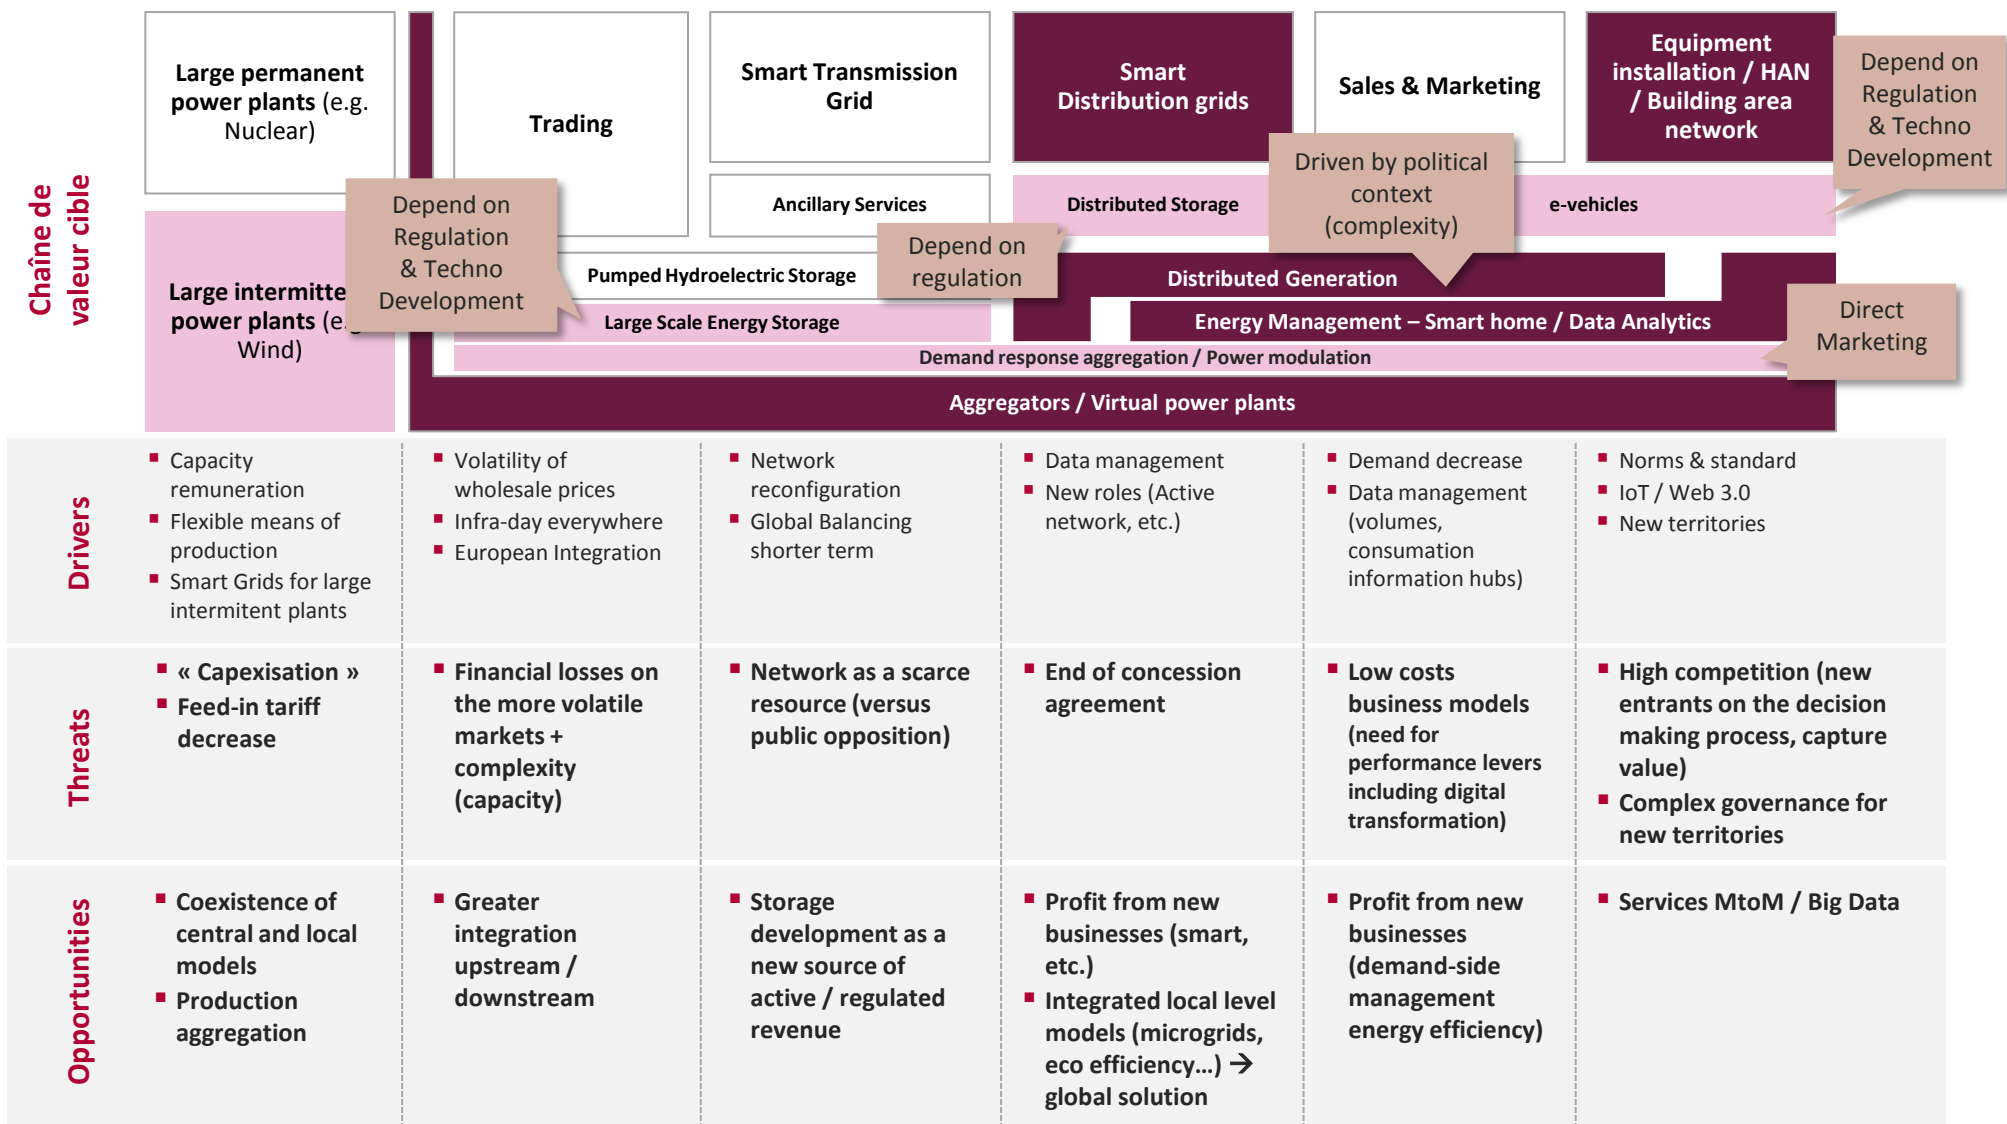 Chaîne de
valeur cible
Large permanent
power plants (e.g.
Nuclear)
Trading
Smart Transmission
Grid
Smart
Distribution grids
Sales & Marketing
Equipment
installation / HAN
/ Building area
network
Depend on
Regulation
& Techno
Development
Ancillary Services
Distributed Storage
Driven by political
context
(complexity)
e-vehicles
Depend on
Regulation
& Techno
Development
Large intermitte
power plants (e.g
Wind)
Pumped Hydroelectric Storage
Depend on
regulation
Distributed Generation
Large Scale Energy Storage
Energy Management – Smart home / Data Analytics
Direct
Marketing
Demand response aggregation / Power modulation
Aggregators / Virtual power plants
Drivers
Capacity
remuneration
Flexible means of
production
Smart Grids for large
intermitent plants
Volatility of
wholesale prices
Infra-day everywhere
European Integration
Network
reconfiguration
Global Balancing
shorter term
Data management
New roles (Active
network, etc.)
Demand decrease
Data management
(volumes,
consumation
information hubs)
Norms & standard
IoT / Web 3.0
New territories
Threats
« Capexisation »
Feed-in tariff
decrease
Financial losses on
the more volatile
markets +
complexity
(capacity)
Network as a scarce
resource (versus
public opposition)
End of concession
agreement
Low costs
business models
(need for
performance levers
including digital
transformation)
High competition (new
entrants on the decision
making process, capture
value)
Complex governance for
new territories
Opportunities
Coexistence of
central and local
models
Production
aggregation
Greater
integration
upstream /
downstream
Storage
development as a
new source of
active / regulated
revenue
Profit from new
businesses (smart,
etc.)
Integrated local level
models (microgrids,
eco efficiency...) →
global solution
Profit from new
businesses
(demand-side
management
energy efficiency)
Services MtoM / Big Data